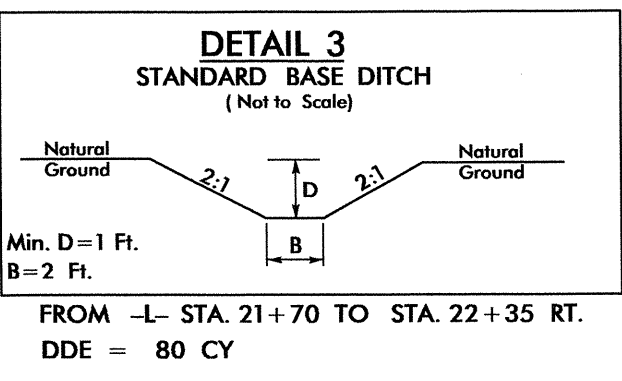 DETAIL 3
STANDARD BASE DITCH
(Not to Scale)
Natural
Ground
2:1
D
2:1
Natural
Ground
Min. D=1 Ft.
B
B=2 Ft.
FROM -L- STA. 21+70 TO STA. 22+35 RT.
DDE = 80 CY